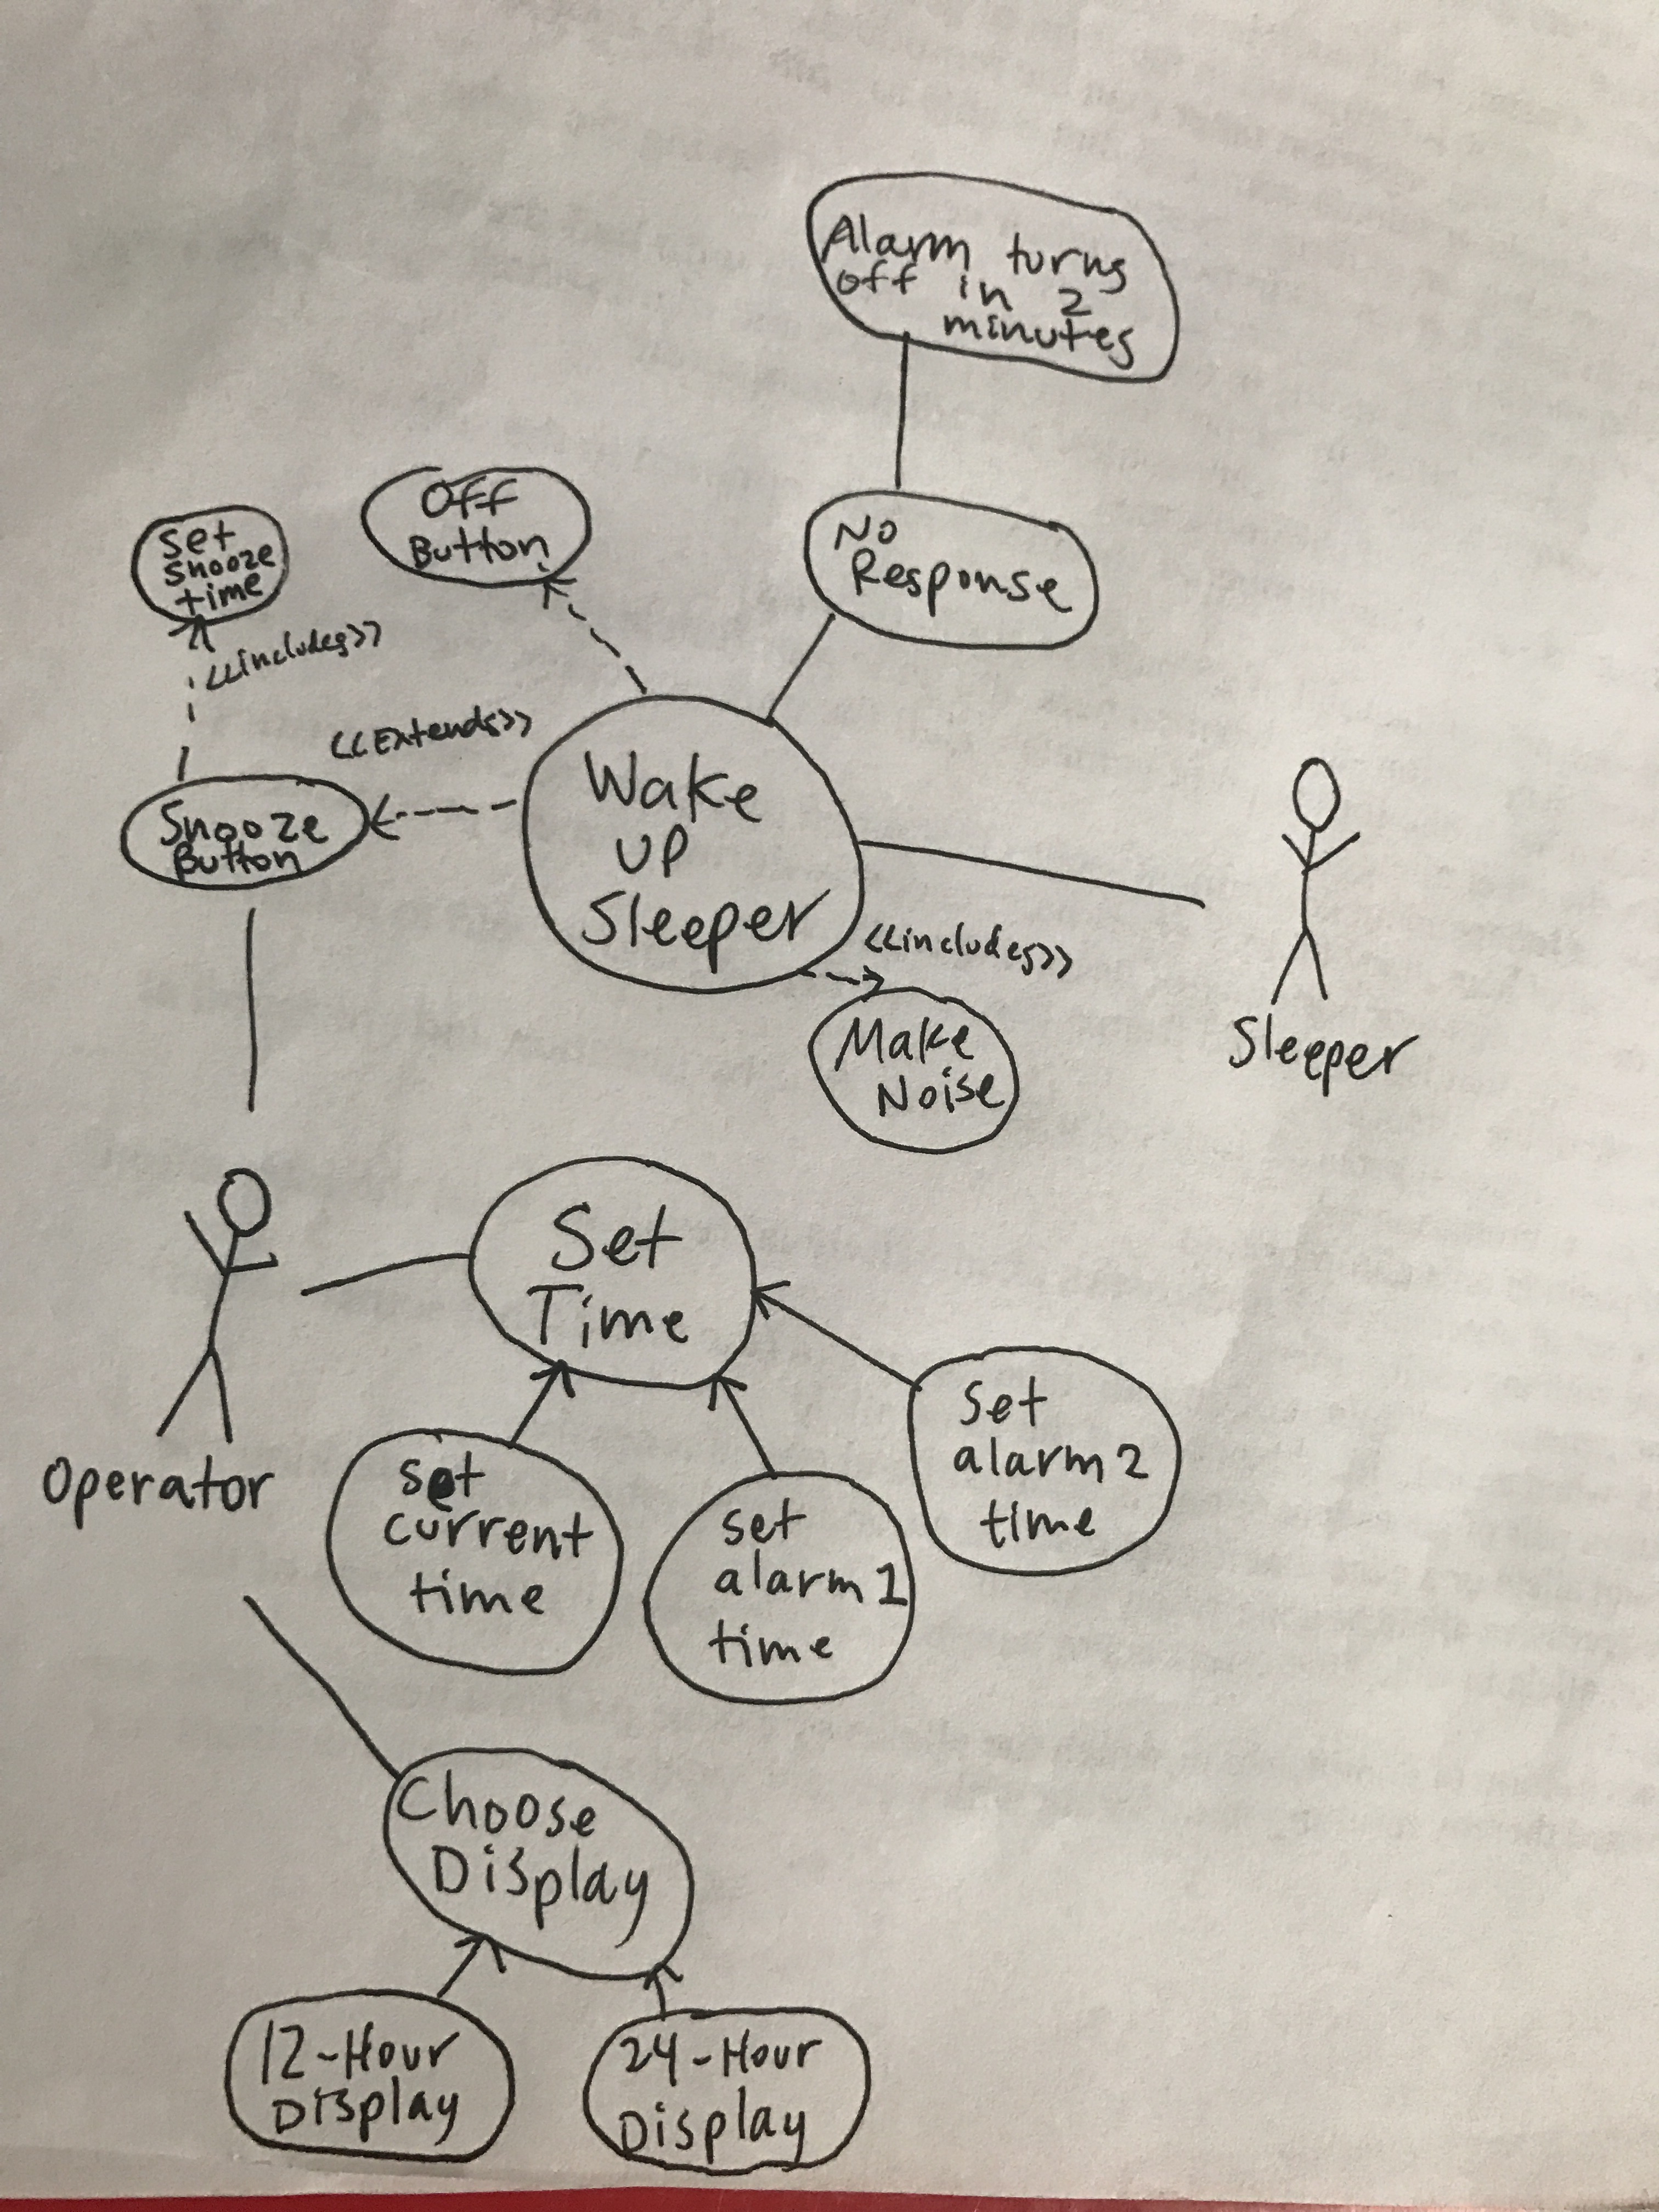 Alarm turns
off in 2
minutes
Off
Button
Set
Snooze
time
<<includes>>
No
Response
<<Extends>>
Snooze
Button
Wake
UP
Sleeper
<<includes>>
Make
Noise
Sleeper
Set
Time
Operator
Set
alarm 2
time
set
current
time
set
alarm 1
time
Choose
Display
12-Hour
Display
24-Hour
Display